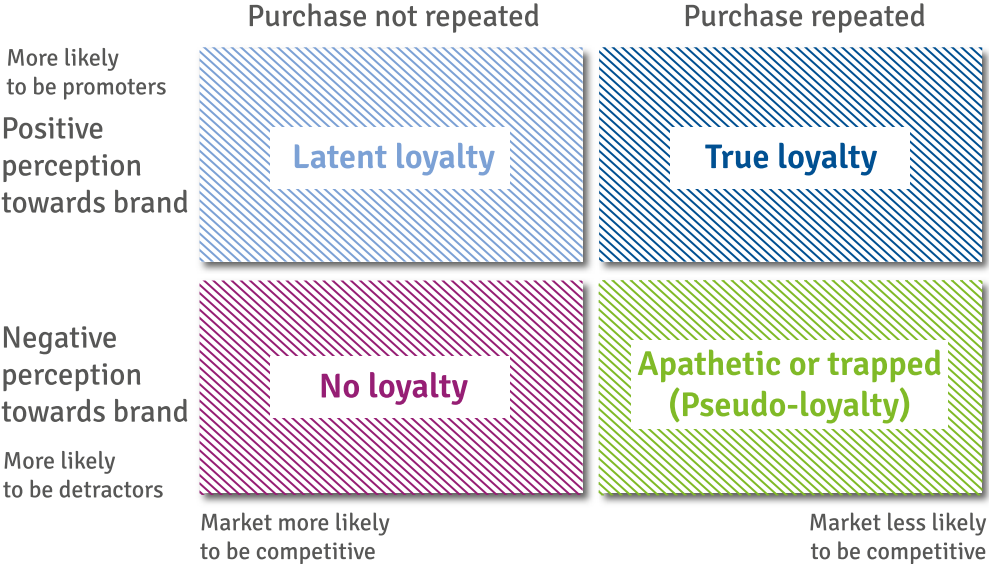 Purchase not repeated
Purchase repeated
More likely
to be promoters
Positive
perception
towards brand
Latent loyalty
True loyalty
Negative
perception
towards brand
No loyalty
Apathetic or trapped
(Pseudo-loyalty)
More likely
to be detractors
Market more likely
to be competitive
Market less likely
to be competitive